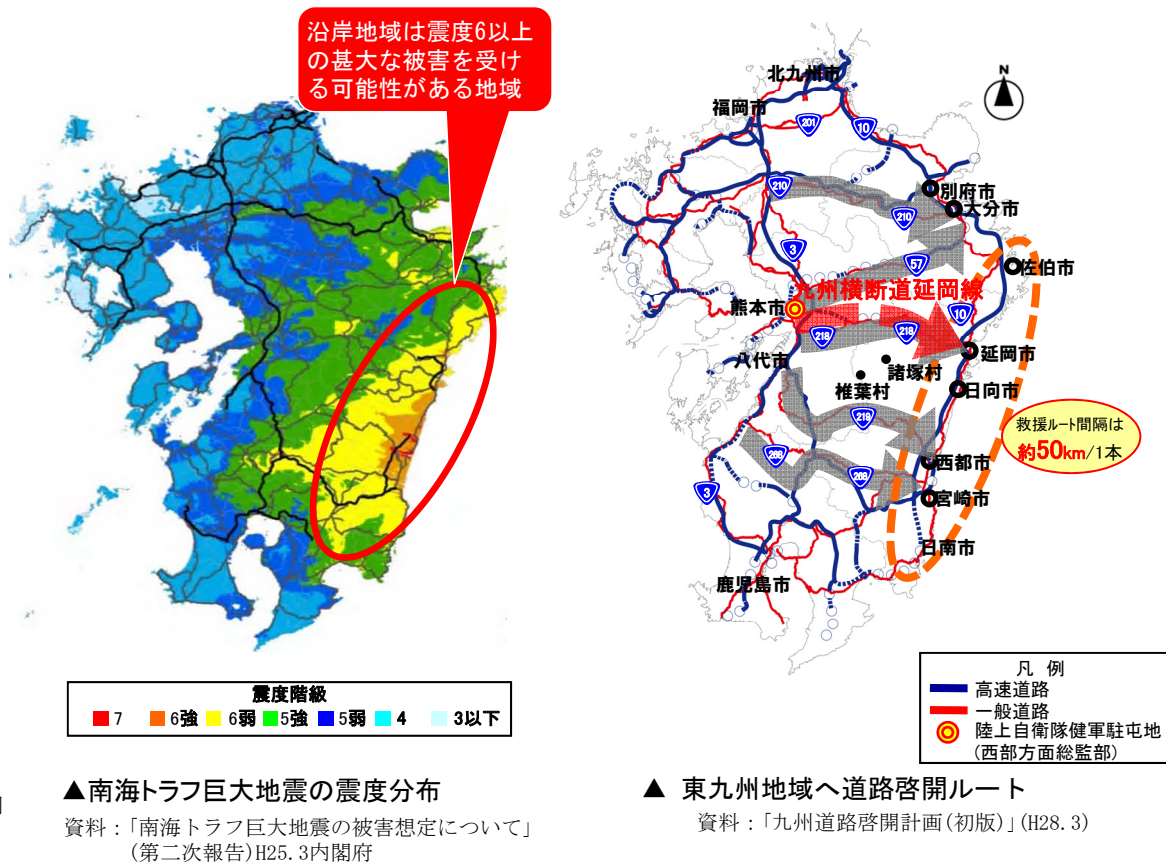 沿岸地域は震度6以上
の甚大な被害を受け
る可能性がある地域
震度階級
7 6強 6弱 5強 5弱 4 3以下
▲南海トラフ巨大地震の震度分布
資料：「南海トラフ巨大地震の被害想定について」
(第二次報告)H25.3内閣府
北九州市
N
福岡市
201
10
210
別府市
210
大分市
3
57
佐伯市
九州横断道延岡線
熊本市
10
218
218
延岡市
八代市
諸塚村
椎葉村
日向市
219
救援ルート間隔は
約50km/1本
268
西都市
268
3
宮崎市
日南市
鹿児島市
凡 例
高速道路
一般道路
陸上自衛隊健軍駐屯地
(西部方面総監部)
▲ 東九州地域へ道路啓開ルート
資料：「九州道路啓開計画(初版)」(H28.3)